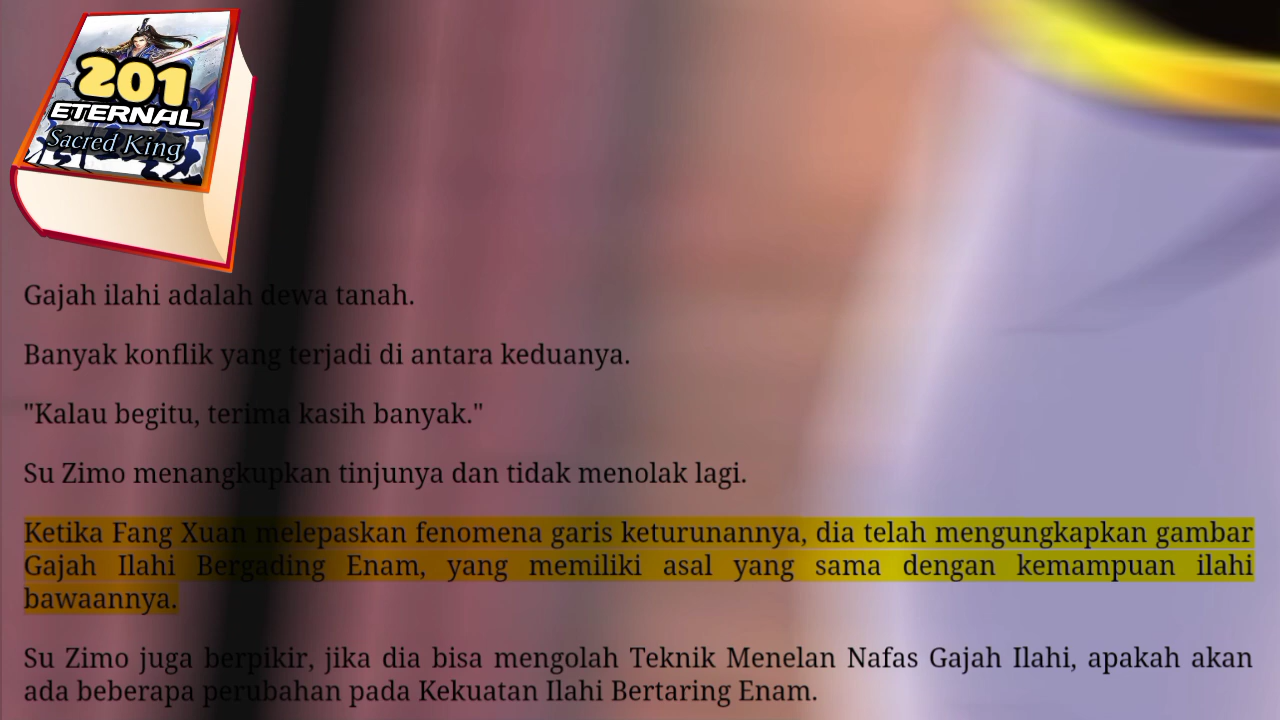 201
ETERNAL
Sacred King
Gajah ilahi adalah dewa tanah.
Banyak konflik yang terjadi di antara keduanya.
"Kalau begitu, terima kasih banyak."
Su Zimo menangkupkan tinjunya dan tidak menolak lagi.
Ketika Fang Xuan melepaskan fenomena garis keturunannya, dia telah mengungkapkan gambar
Gajah Ilahi Bergading Enam, yang memiliki asal yang sama dengan kemampuan ilahi
bawaannya.
Su Zimo juga berpikir, jika dia bisa mengolah Teknik Menelan Nafas Gajah Ilahi, apakah akan
ada beberapa perubahan pada Kekuatan Ilahi Bertaring Enam.